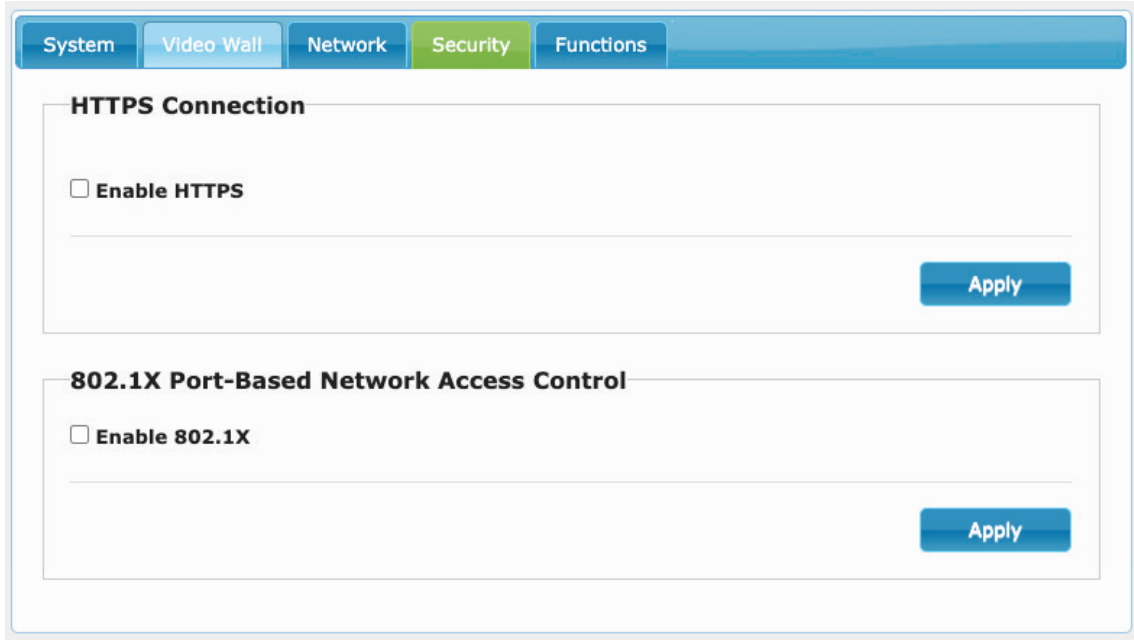 System Video Wall Network Security Functions
HTTPS Connection
Enable HTTPS
Apply
802.1X Port-Based Network Access Control
Enable 802.1X
Apply